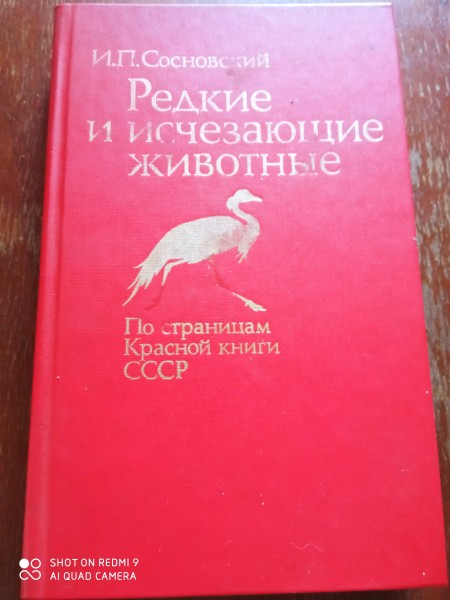 И.П.Сосновский
Редкие
и исчезающие
животные
По страницам
Красной книги
СССР
SHOT ON REDMI 9
AI QUAD CAMERA